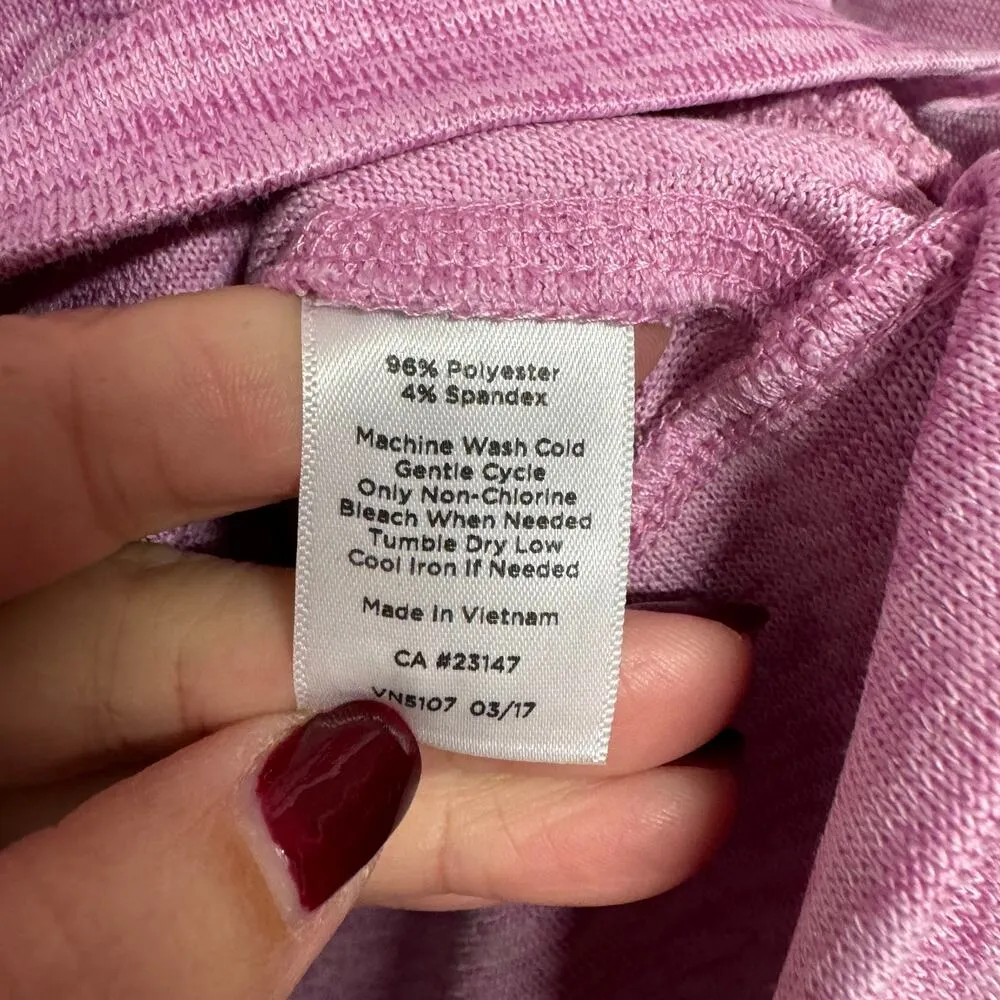 96% Polyester
4% Spandex
Machine Wash Cold
Gentle Cycle
Only Non-Chlorine
Bleach When Needed
Tumble Dry Low
Cool Iron If Needed
Made In Vietnam
CA #23147
VN5107 03/17